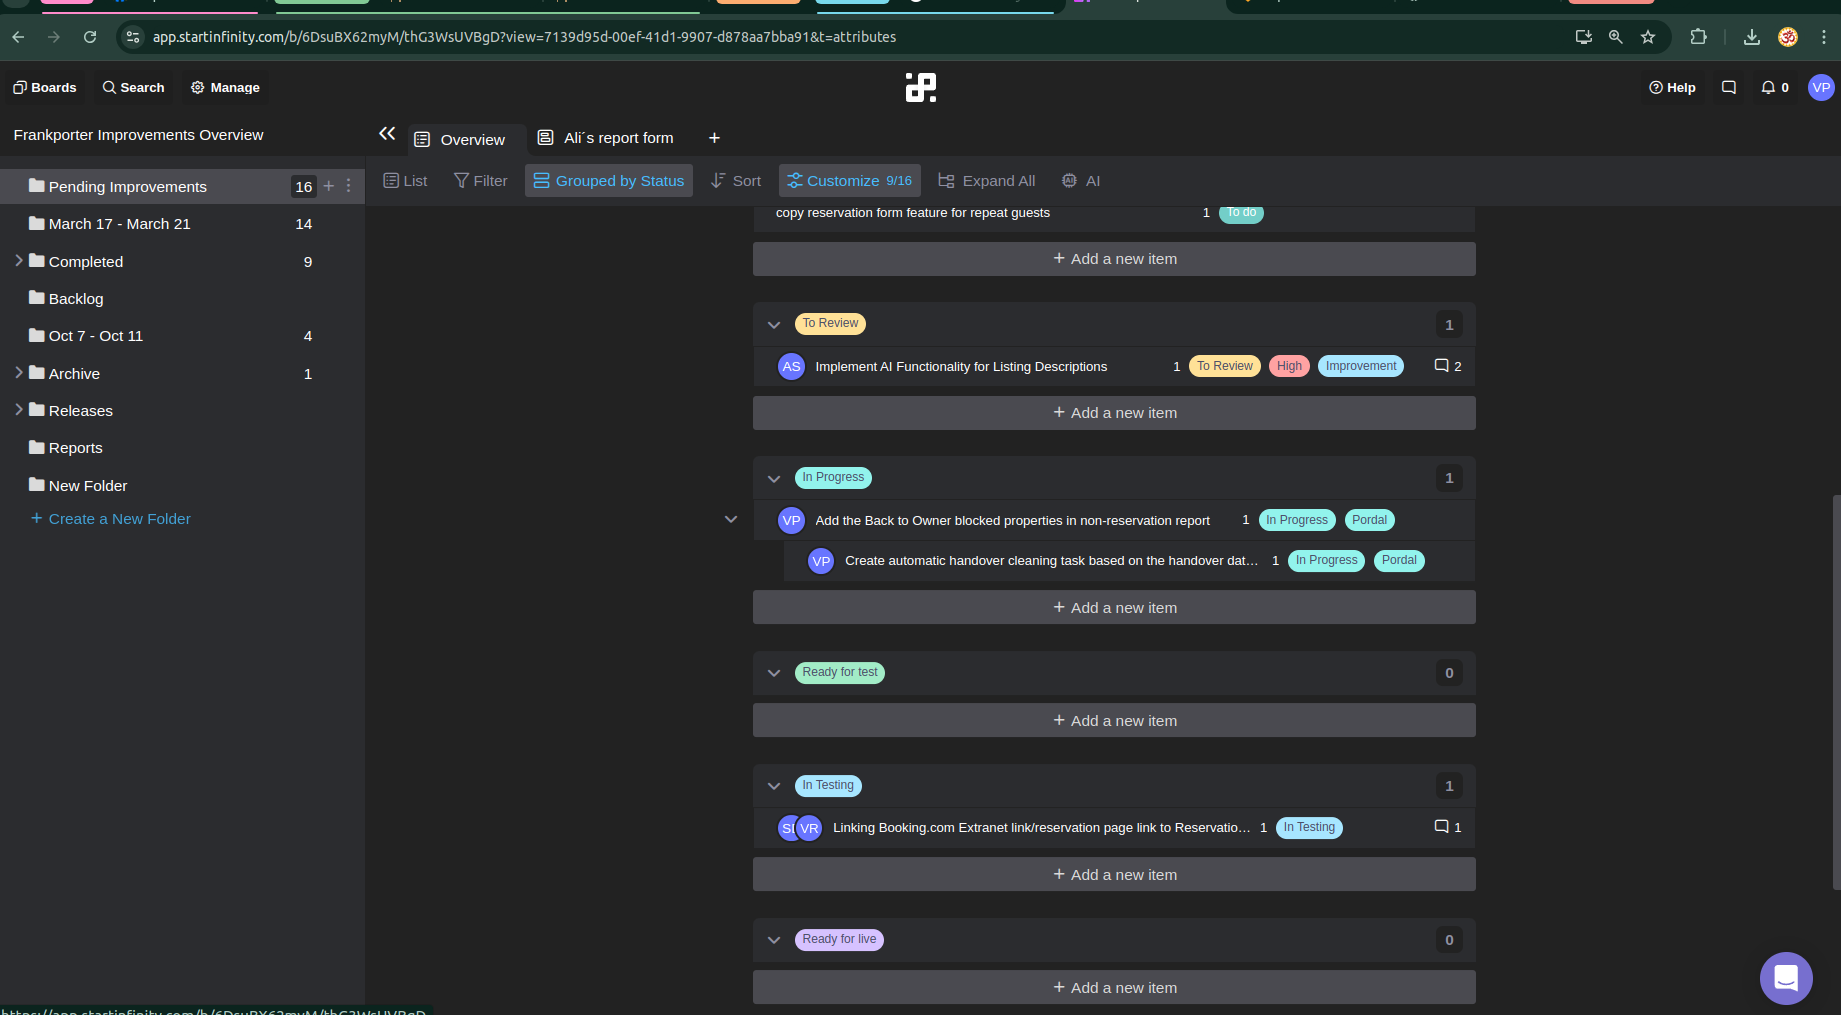 app.startinfinity.com/b/6DsuBX62myM/thG3WsUVBgD?view=7139d95d-00ef-41d1-9907-d878aa7bba91&t=attributes
Boards Search Manage Help 0 VP
Frankporter Improvements Overview
Overview Ali´s report form +
Pending Improvements 16 +
March 17 - March 21 14
Completed 9
Backlog
Oct 7 - Oct 11 4
Archive 1
Releases
Reports
New Folder
+ Create a New Folder
List Filter Grouped by Status Sort Customize 9/16 Expand All AI
copy reservation form feature for repeat guests 1 To do
+ Add a new item
To Review 1
AS Implement AI Functionality for Listing Descriptions 1 To Review High Improvement 2
+ Add a new item
In Progress 1
VP Add the Back to Owner blocked properties in non-reservation report 1 In Progress Pordal
VP Create automatic handover cleaning task based on the handover dat... 1 In Progress Pordal
+ Add a new item
Ready for test 0
+ Add a new item
In Testing 1
VR Linking Booking.com Extranet link/reservation page link to Reservatio... 1 In Testing 1
+ Add a new item
Ready for live 0
+ Add a new item
https://app.startinfinity.com/b/6DsuBX62myM/thG3WsUVBgD